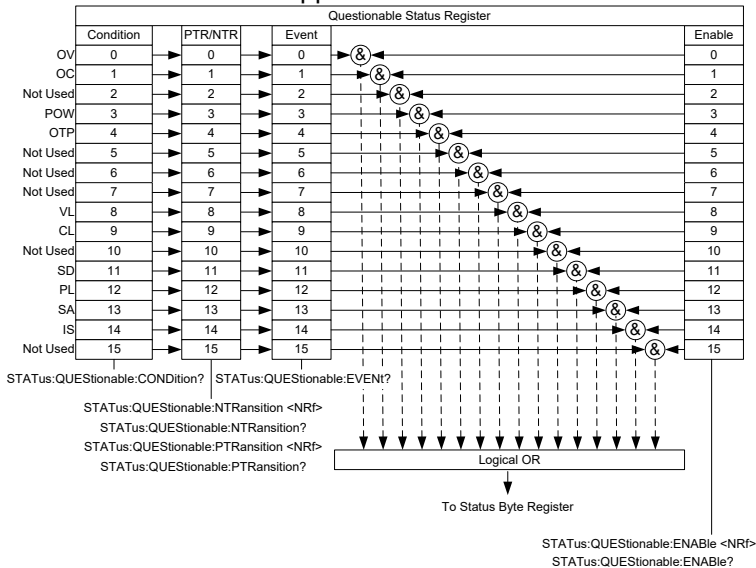 Questionable Status Register
Condition PTR/NTR Event Enable
OV 0 0 0 & 0
OC 1 1 1 & 1
Not Used 2 2 2 & 2
POW 3 3 3 & 3
OTP 4 4 4 & 4
Not Used 5 5 5 & 5
Not Used 6 6 6 & 6
Not Used 7 7 7 & 7
VL 8 8 8 & 8
CL 9 9 9 & 9
Not Used 10 10 10 & 10
SD 11 11 11 & 11
PL 12 12 12 & 12
SA 13 13 13 & 13
IS 14 14 14 & 14
Not Used 15 15 15 & 15
STATus:QUEStionable:CONDition? STATus:QUEStionable:EVENt?
STATus:QUEStionable:NTRansition <NRf>
STATus:QUEStionable:NTRansition?
STATus:QUEStionable:PTRansition <NRf>
STATus:QUEStionable:PTRansition?
Logical OR
To Status Byte Register
STATus:QUEStionable:ENABle <NRf>
STATus:QUEStionable:ENABle?